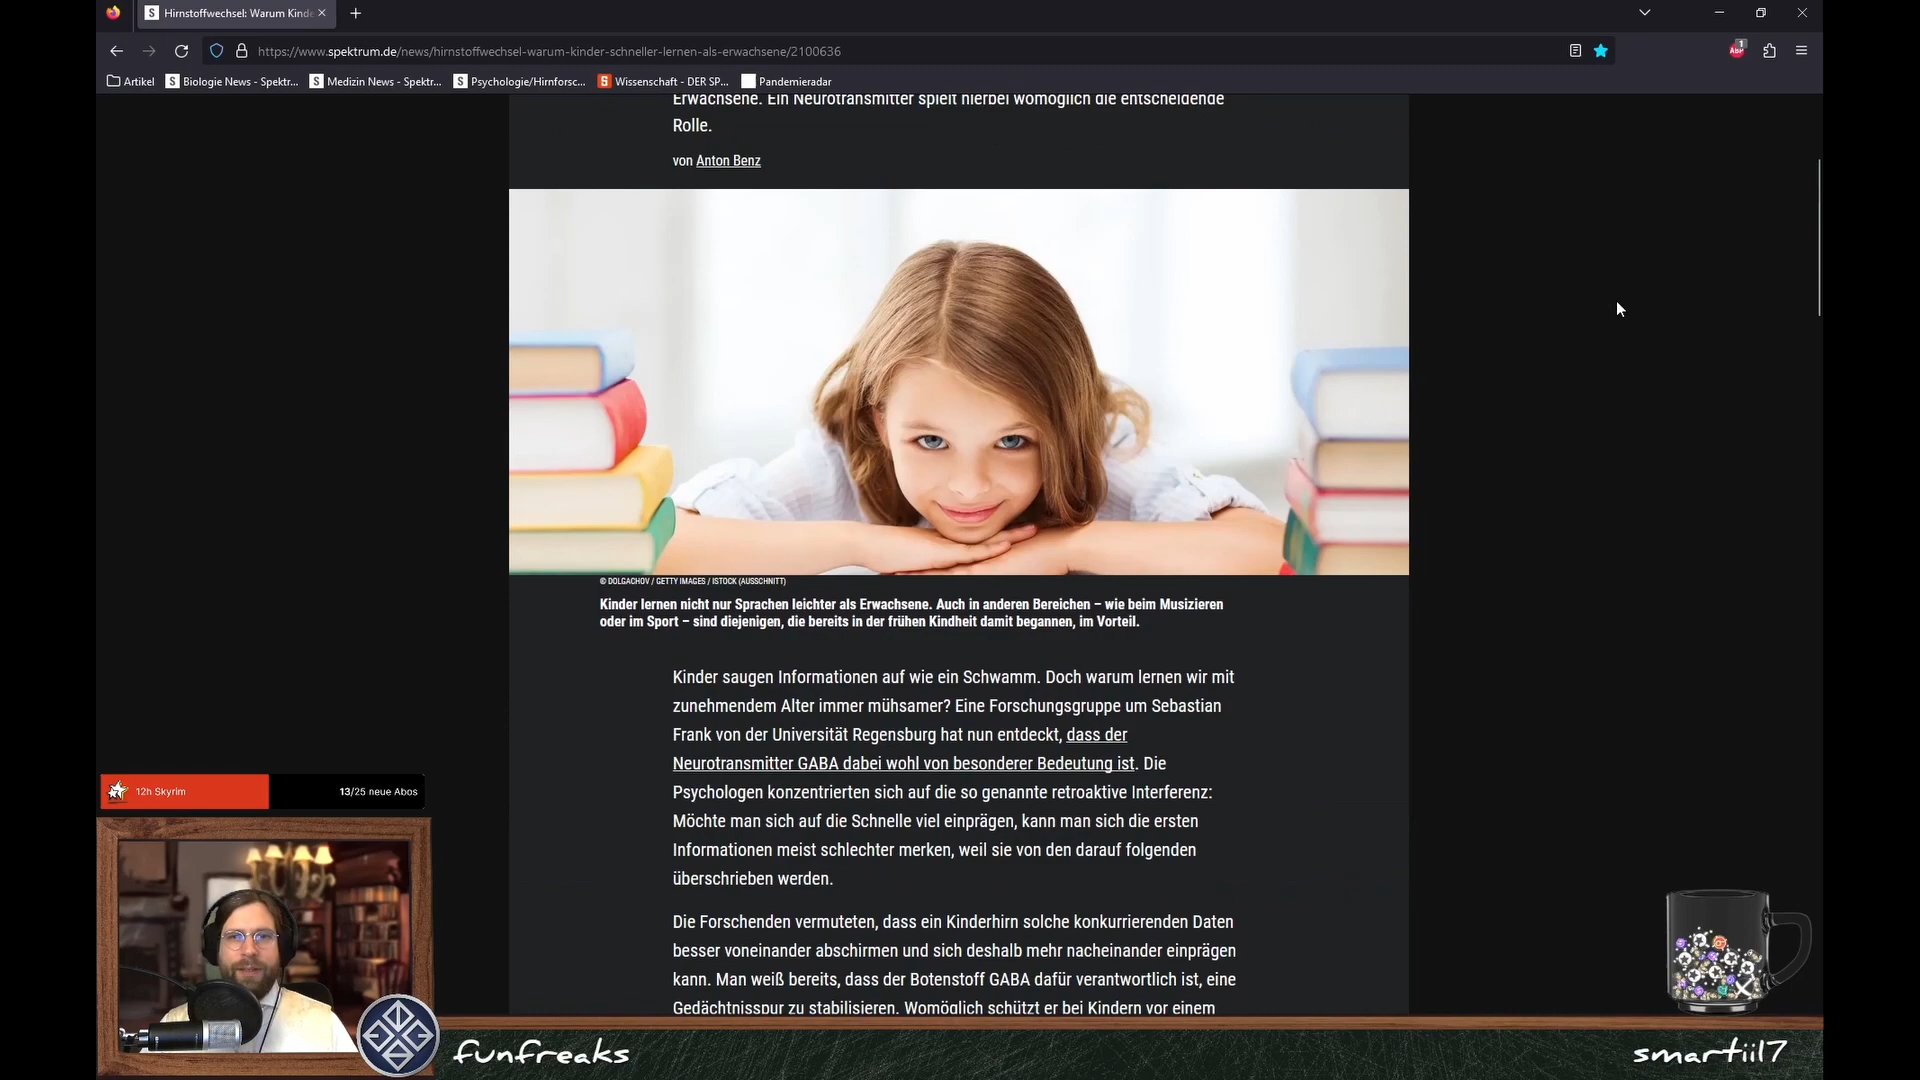 Hirnstoffwechsel: Warum Kinde
https://www.spektrum.de/news/hirnstoffwechsel-warum-kinder-schneller-lernen-als-erwachsene/2100636
ABP
1
Artikel
Biologie News - Spektr...
Medizin News - Spektr...
Psychologie/Hirnforsc...
Wissenschaft - DER SP...
Pandemieradar
Erwachsene. Ein Neurotransmitter spielt hierbei womöglich die entscheidende
Rolle.
von Anton Benz
© DOLGACHOV / GETTY IMAGES / ISTOCK (AUSSCHNITT)
Kinder lernen nicht nur Sprachen leichter als Erwachsene. Auch in anderen Bereichen – wie beim Musizieren
oder im Sport – sind diejenigen, die bereits in der frühen Kindheit damit begannen, im Vorteil.
Kinder saugen Informationen auf wie ein Schwamm. Doch warum lernen wir mit
zunehmendem Alter immer mühsamer? Eine Forschungsgruppe um Sebastian
Frank von der Universität Regensburg hat nun entdeckt, dass der
Neurotransmitter GABA dabei wohl von besonderer Bedeutung ist. Die
Psychologen konzentrierten sich auf die so genannte retroaktive Interferenz:
Möchte man sich auf die Schnelle viel einprägen, kann man sich die ersten
Informationen meist schlechter merken, weil sie von den darauf folgenden
überschrieben werden.
Die Forschenden vermuteten, dass ein Kinderhirn solche konkurrierenden Daten
besser voneinander abschirmen und sich deshalb mehr nacheinander einprägen
kann. Man weiß bereits, dass der Botenstoff GABA dafür verantwortlich ist, eine
Gedächtnisspur zu stabilisieren. Womöglich schützt er bei Kindern vor einem
12h Skyrim
13/25 neue Abos
funfreaks
smartii17